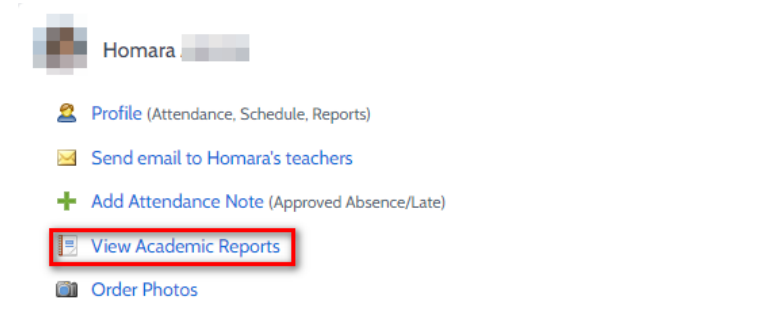 Homara
Profile (Attendance, Schedule, Reports)
Send email to Homara's teachers
Add Attendance Note (Approved Absence/Late)
View Academic Reports
Order Photos